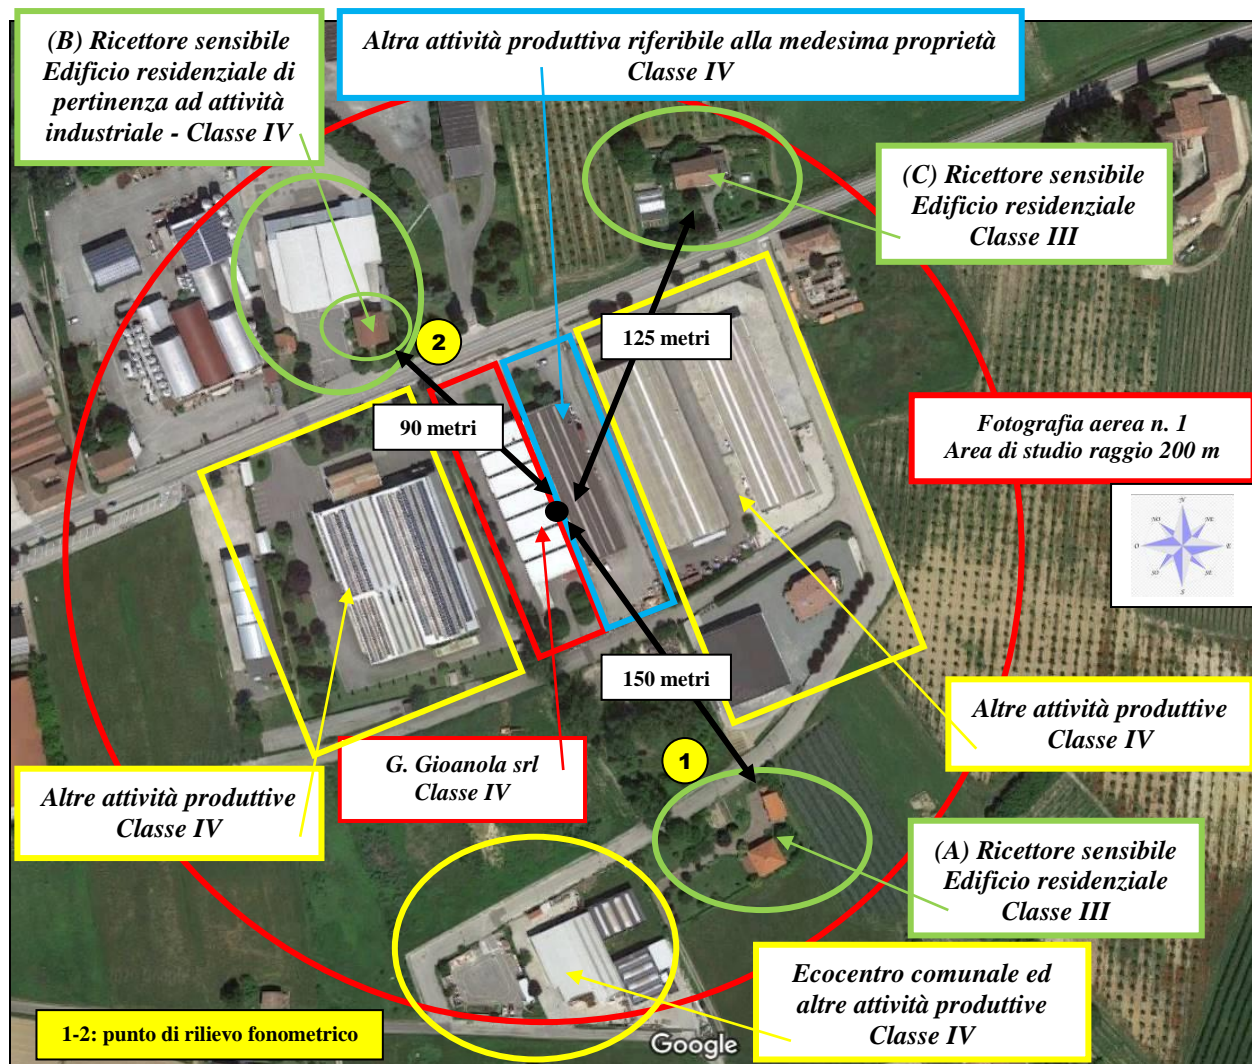 (B) Ricettore sensibile
Edificio residenziale di
pertinenza ad attività
industriale - Classe IV
Altra attività produttiva riferibile alla medesima proprietà
Classe IV
(C) Ricettore sensibile
Edificio residenziale
Classe III
2
125 metri
90 metri
Fotografia aerea n. 1
Area di studio raggio 200 m
N
NO
NE
O
E
SO
SE
S
150 metri
Altre attività produttive
Classe IV
1
G. Gioanola srl
Classe IV
Altre attività produttive
Classe IV
(A) Ricettore sensibile
Edificio residenziale
Classe III
Ecocentro comunale ed
altre attività produttive
Classe IV
1-2: punto di rilievo fonometrico
Google